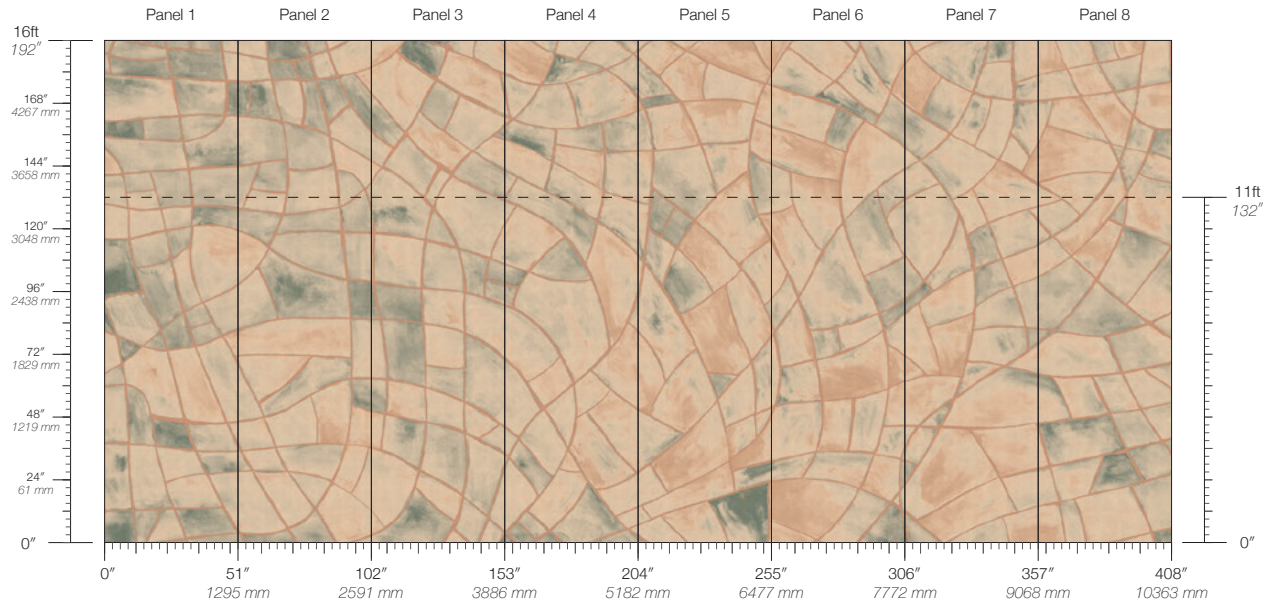 Panel 1 Panel 2 Panel 3 Panel 4 Panel 5 Panel 6 Panel 7 Panel 8
16ft
192″
168″
4267 mm
144″
3658 mm
120″
3048 mm
96″
2438 mm
72″
1829 mm
48″
1219 mm
24″
61 mm
0″
11ft
132″
0″
0″ 51″ 102″ 153″ 204″ 255″ 306″ 357″ 408″
1295 mm 2591 mm 3886 mm 5182 mm 6477 mm 7772 mm 9068 mm 10363 mm